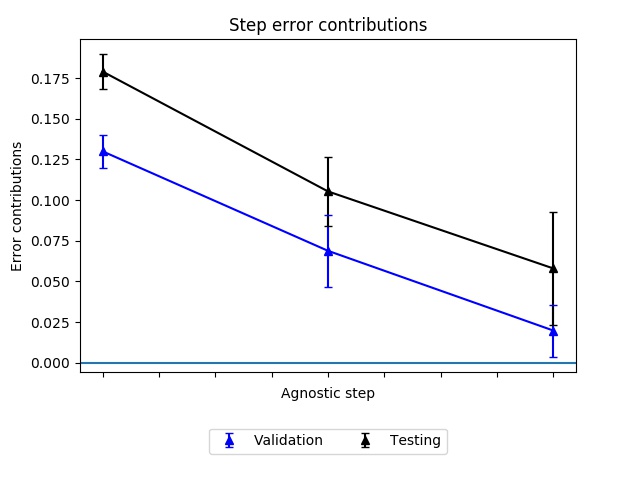 Step error contributions
0.175
0.150
0.125
0.100
0.075
0.050
0.025
0.000
Error contributions
Agnostic step
Validation Testing